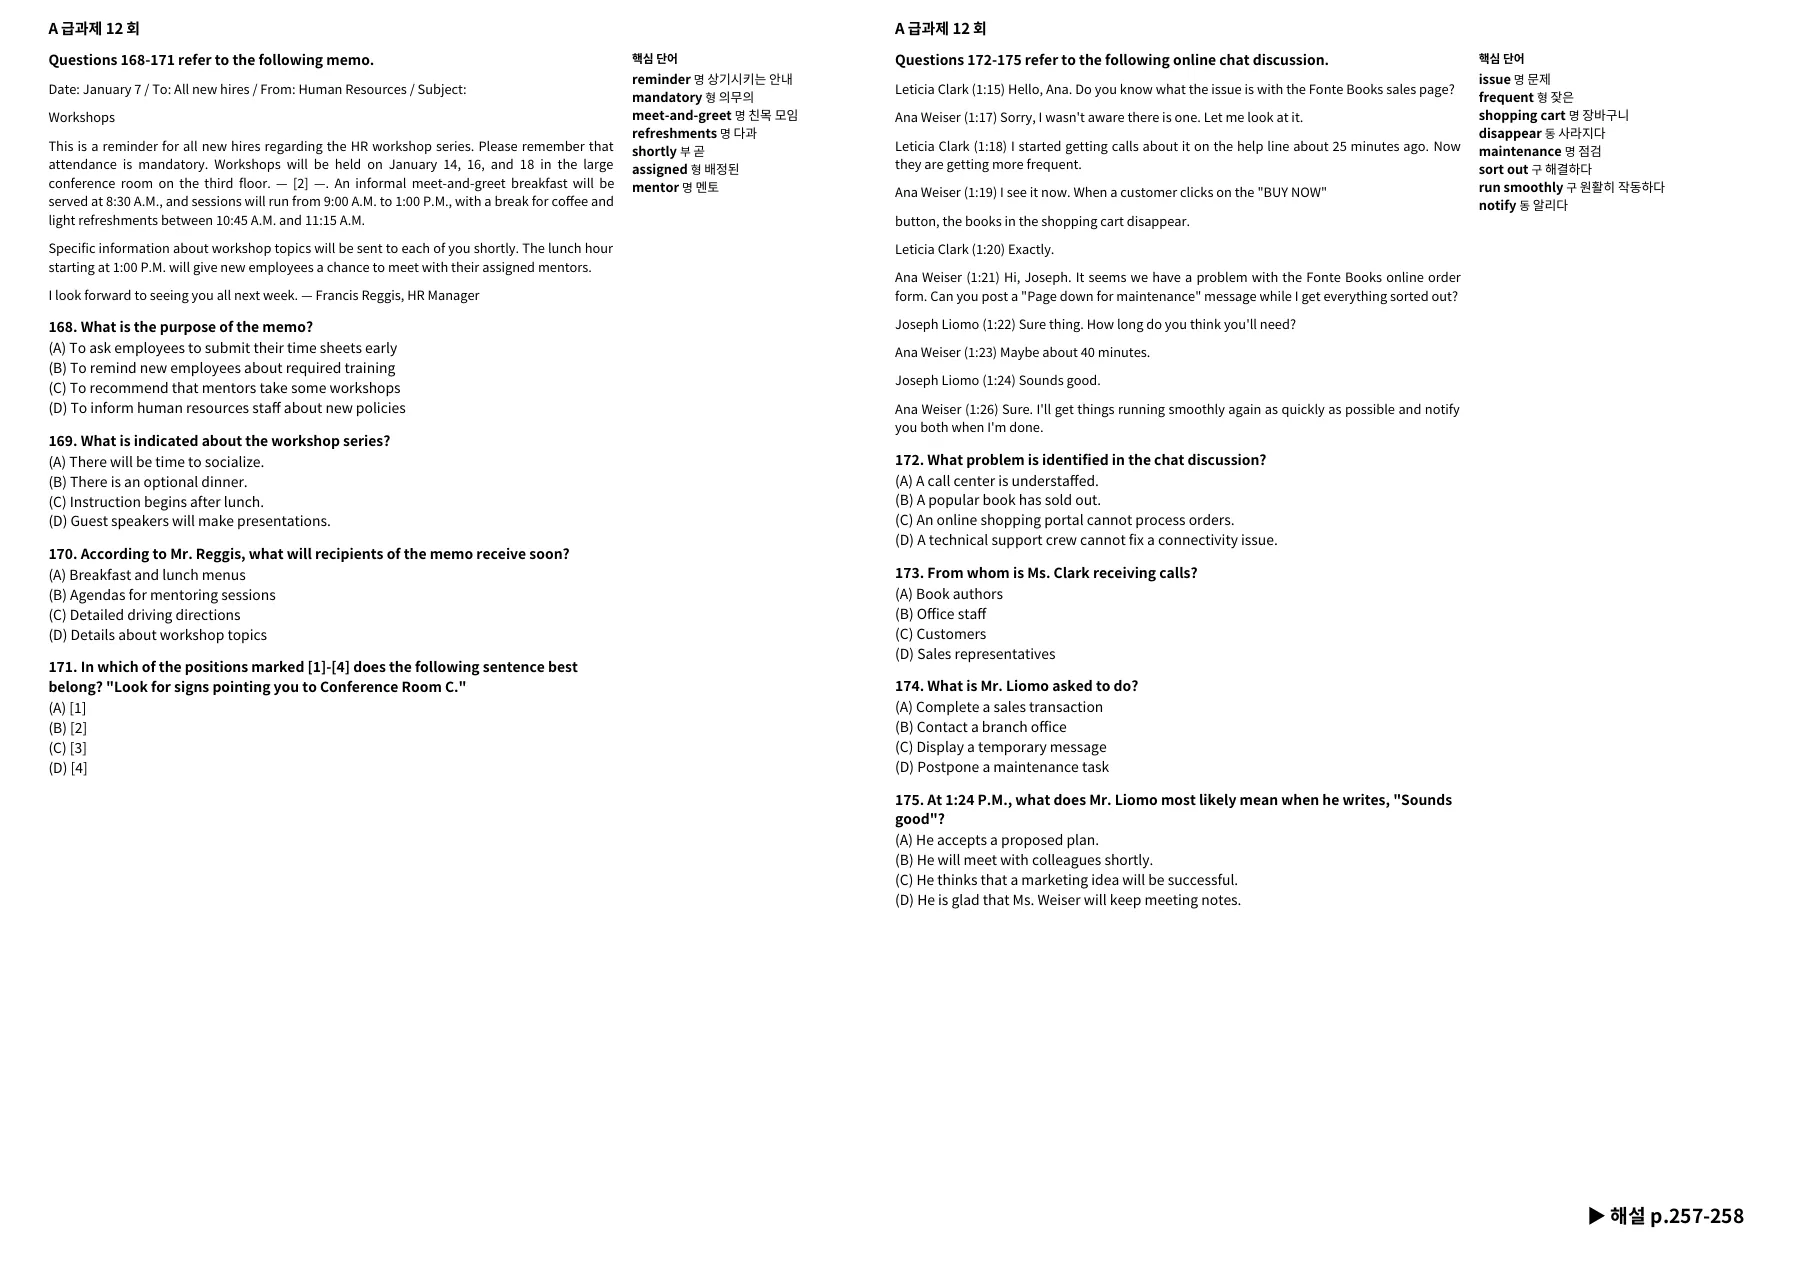 A 급과제 12 회
Questions 168-171 refer to the following memo.
Date: January 7 / To: All new hires / From: Human Resources / Subject:
Workshops
This is a reminder for all new hires regarding the HR workshop series. Please remember that
attendance is mandatory. Workshops will be held on January 14, 16, and 18 in the large
conference room on the third floor. — [2] —. An informal meet-and-greet breakfast will be
served at 8:30 A.M., and sessions will run from 9:00 A.M. to 1:00 P.M., with a break for coffee and
light refreshments between 10:45 A.M. and 11:15 A.M.
Specific information about workshop topics will be sent to each of you shortly. The lunch hour
starting at 1:00 P.M. will give new employees a chance to meet with their assigned mentors.
I look forward to seeing you all next week. — Francis Reggis, HR Manager
168. What is the purpose of the memo?
(A) To ask employees to submit their time sheets early
(B) To remind new employees about required training
(C) To recommend that mentors take some workshops
(D) To inform human resources staff about new policies
169. What is indicated about the workshop series?
(A) There will be time to socialize.
(B) There is an optional dinner.
(C) Instruction begins after lunch.
(D) Guest speakers will make presentations.
170. According to Mr. Reggis, what will recipients of the memo receive soon?
(A) Breakfast and lunch menus
(B) Agendas for mentoring sessions
(C) Detailed driving directions
(D) Details about workshop topics
171. In which of the positions marked [1]-[4] does the following sentence best
belong? "Look for signs pointing you to Conference Room C."
(A) [1]
(B) [2]
(C) [3]
(D) [4]
핵심 단어
reminder 명 상기시키는 안내
mandatory 형 의무의
meet-and-greet 명 친목 모임
refreshments 명 다과
shortly 부 곧
assigned 형 배정된
mentor 명 멘토
A 급과제 12 회
Questions 172-175 refer to the following online chat discussion.
Leticia Clark (1:15) Hello, Ana. Do you know what the issue is with the Fonte Books sales page?
Ana Weiser (1:17) Sorry, I wasn't aware there is one. Let me look at it.
Leticia Clark (1:18) I started getting calls about it on the help line about 25 minutes ago. Now
they are getting more frequent.
Ana Weiser (1:19) I see it now. When a customer clicks on the "BUY NOW"
button, the books in the shopping cart disappear.
Leticia Clark (1:20) Exactly.
Ana Weiser (1:21) Hi, Joseph. It seems we have a problem with the Fonte Books online order
form. Can you post a "Page down for maintenance" message while I get everything sorted out?
Joseph Liomo (1:22) Sure thing. How long do you think you'll need?
Ana Weiser (1:23) Maybe about 40 minutes.
Joseph Liomo (1:24) Sounds good.
Ana Weiser (1:26) Sure. I'll get things running smoothly again as quickly as possible and notify
you both when I'm done.
172. What problem is identified in the chat discussion?
(A) A call center is understaffed.
(B) A popular book has sold out.
(C) An online shopping portal cannot process orders.
(D) A technical support crew cannot fix a connectivity issue.
173. From whom is Ms. Clark receiving calls?
(A) Book authors
(B) Office staff
(C) Customers
(D) Sales representatives
174. What is Mr. Liomo asked to do?
(A) Complete a sales transaction
(B) Contact a branch office
(C) Display a temporary message
(D) Postpone a maintenance task
175. At 1:24 P.M., what does Mr. Liomo most likely mean when he writes, "Sounds
good"?
(A) He accepts a proposed plan.
(B) He will meet with colleagues shortly.
(C) He thinks that a marketing idea will be successful.
(D) He is glad that Ms. Weiser will keep meeting notes.
핵심 단어
issue 명 문제
frequent 형 잦은
shopping cart 명 장바구니
disappear 동 사라지다
maintenance 명 점검
sort out 구 해결하다
run smoothly 구 원활히 작동하다
notify 동 알리다
▶ 해설 p.257-258